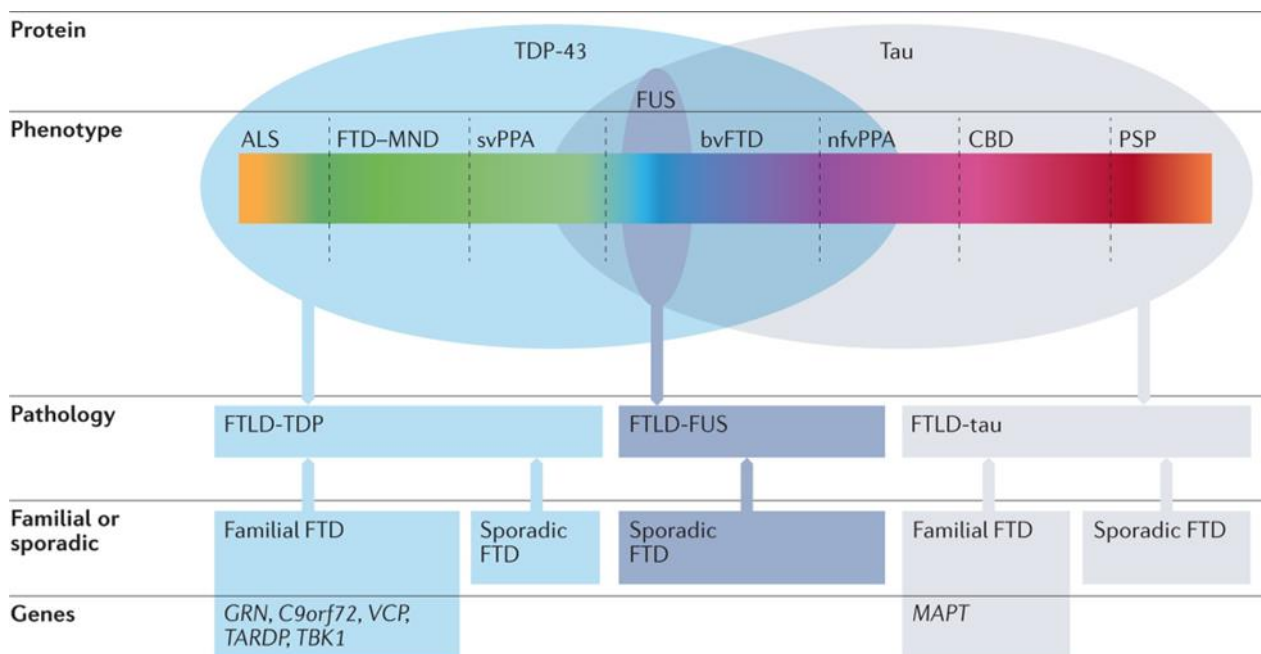 Protein
TDP-43
Tau
FUS
Phenotype
ALS
FTD–MND
svPPA
bvFTD
nfvPPA
CBD
PSP
Pathology
FTLD-TDP
FTLD-FUS
FTLD-tau
Familial or
sporadic
Familial FTD
Sporadic
FTD
Sporadic
FTD
Familial FTD
Sporadic FTD
Genes
GRN, C9orf72, VCP,
TARDP, TBK1
MAPT